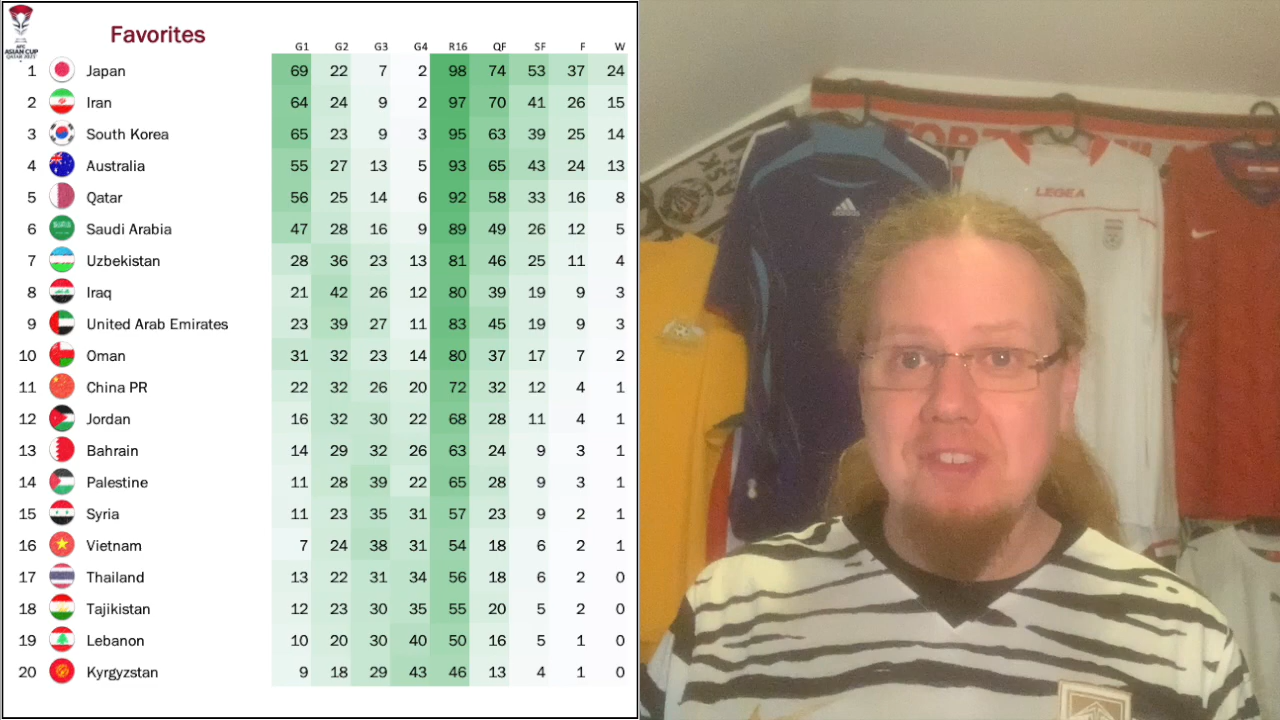 AFC
ASIAN CUP
QATAR 2023
Favorites
G1 G2 G3 G4 R16 QF SF F W
1 Japan 69 22 7 2 98 74 53 37 24
2 Iran 64 24 9 2 97 70 41 26 15
3 South Korea 65 23 9 3 95 63 39 25 14
4 Australia 55 27 13 5 93 65 43 24 13
5 Qatar 56 25 14 6 92 58 33 16 8
6 Saudi Arabia 47 28 16 9 89 49 26 12 5
7 Uzbekistan 28 36 23 13 81 46 25 11 4
8 Iraq 21 42 26 12 80 39 19 9 3
9 United Arab Emirates 23 39 27 11 83 45 19 9 3
10 Oman 31 32 23 14 80 37 17 7 2
11 China PR 22 32 26 20 72 32 12 4 1
12 Jordan 16 32 30 22 68 28 11 4 1
13 Bahrain 14 29 32 26 63 24 9 3 1
14 Palestine 11 28 39 22 65 28 9 3 1
15 Syria 11 23 35 31 57 23 9 2 1
16 Vietnam 7 24 38 31 54 18 6 2 1
17 Thailand 13 22 31 34 56 18 6 2 0
18 Tajikistan 12 23 30 35 55 20 5 2 0
19 Lebanon 10 20 30 40 50 16 5 1 0
20 Kyrgyzstan 9 18 29 43 46 13 4 1 0
ASK
adidas
LEGEA